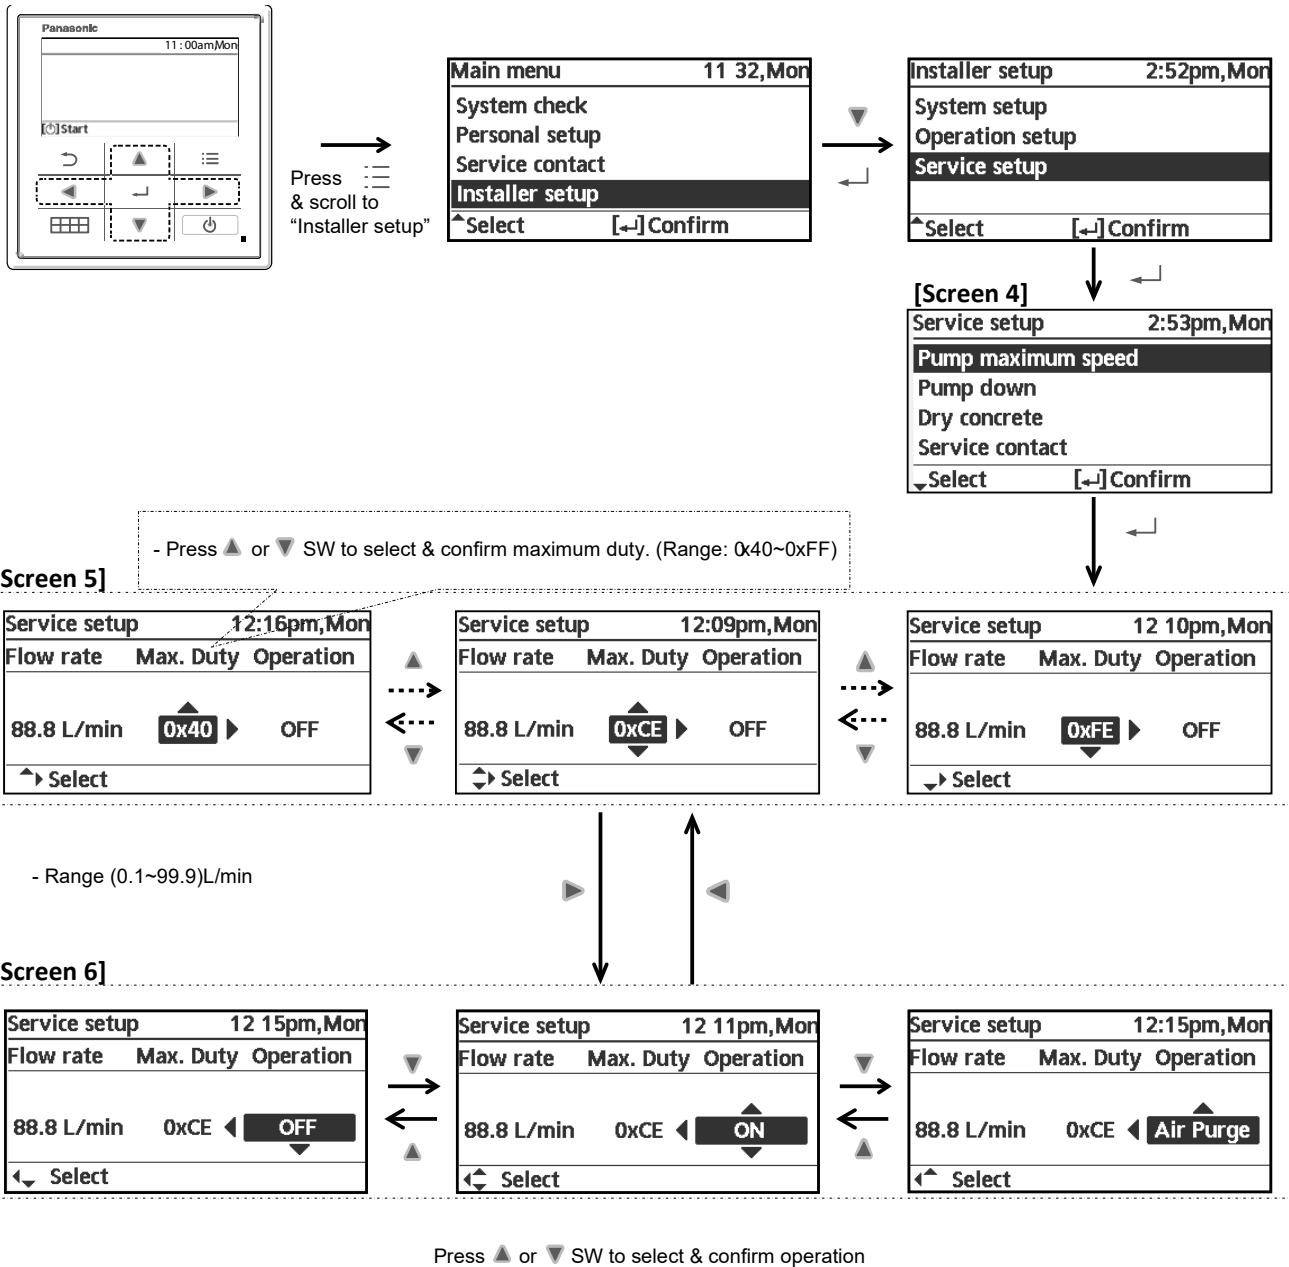 Panasonic
11 : 00am,Mon
[⏻]Start
Press
& scroll to
“Installer setup”
Main menu 11 32,Mon
System check
Personal setup
Service contact
Installer setup
Select [↵]Confirm
Installer setup 2:52pm,Mon
System setup
Operation setup
Service setup
Select [↵]Confirm
[Screen 4]
Service setup 2:53pm,Mon
Pump maximum speed
Pump down
Dry concrete
Service contact
Select [↵]Confirm
- Press ▲ or ▼ SW to select & confirm maximum duty. (Range: 0x40~0xFF)
Screen 5]
Service setup 12:16pm,Mon
Flow rate Max. Duty Operation
88.8 L/min 0x40 OFF
Select
Service setup 12:09pm,Mon
Flow rate Max. Duty Operation
88.8 L/min 0xCE OFF
Select
Service setup 12 10pm,Mon
Flow rate Max. Duty Operation
88.8 L/min 0xFE OFF
Select
- Range (0.1~99.9)L/min
Screen 6]
Service setup 12 15pm,Mon
Flow rate Max. Duty Operation
88.8 L/min 0xCE OFF
Select
Service setup 12 11pm,Mon
Flow rate Max. Duty Operation
88.8 L/min 0xCE ON
Select
Service setup 12:15pm,Mon
Flow rate Max. Duty Operation
88.8 L/min 0xCE Air Purge
Select
Press ▲ or ▼ SW to select & confirm operation